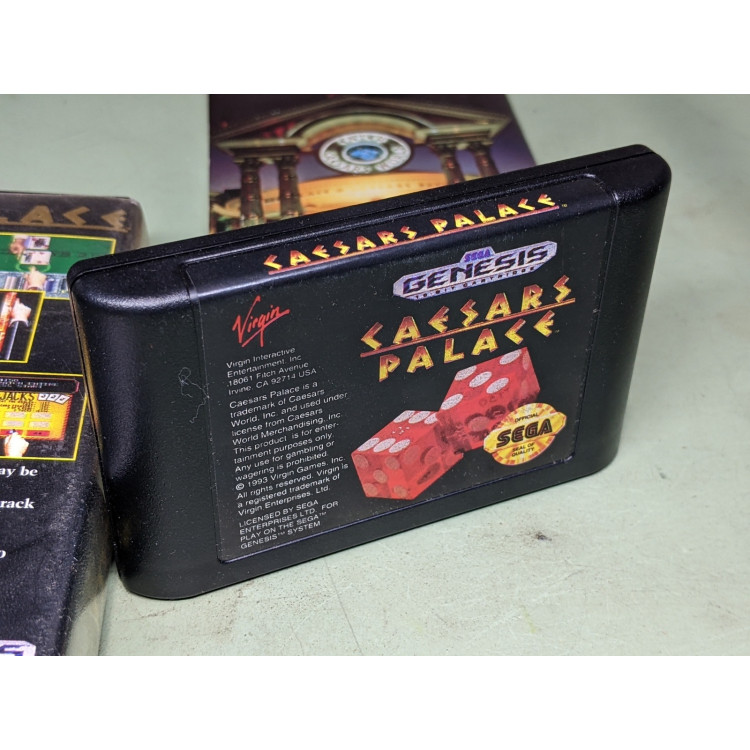 CAESARS PALACE™
SEGA
GENESIS
16-BIT CARTRIDGE
CAESARS
PALACE™
Virgin
Virgin Interactive
Entertainment, Inc.
18061 Fitch Avenue
Irvine, CA 92714 USA
Caesars Palace is a
trademark of Caesars
World, Inc. and used under
license from Caesars
World Merchandising, Inc.
This product is for enter-
tainment purposes only.
Any use for gambling or
wagering is prohibited.
© 1993 Virgin Games, Inc.
All rights reserved. Virgin is
a registered trademark of
Virgin Enterprises, Ltd.
LICENSED BY SEGA
ENTERPRISES LTD. FOR
PLAY ON THE SEGA™
GENESIS™ SYSTEM
OFFICIAL
SEGA
SEAL OF
QUALITY
PALACE
JACKS
ay be
rack
o
S